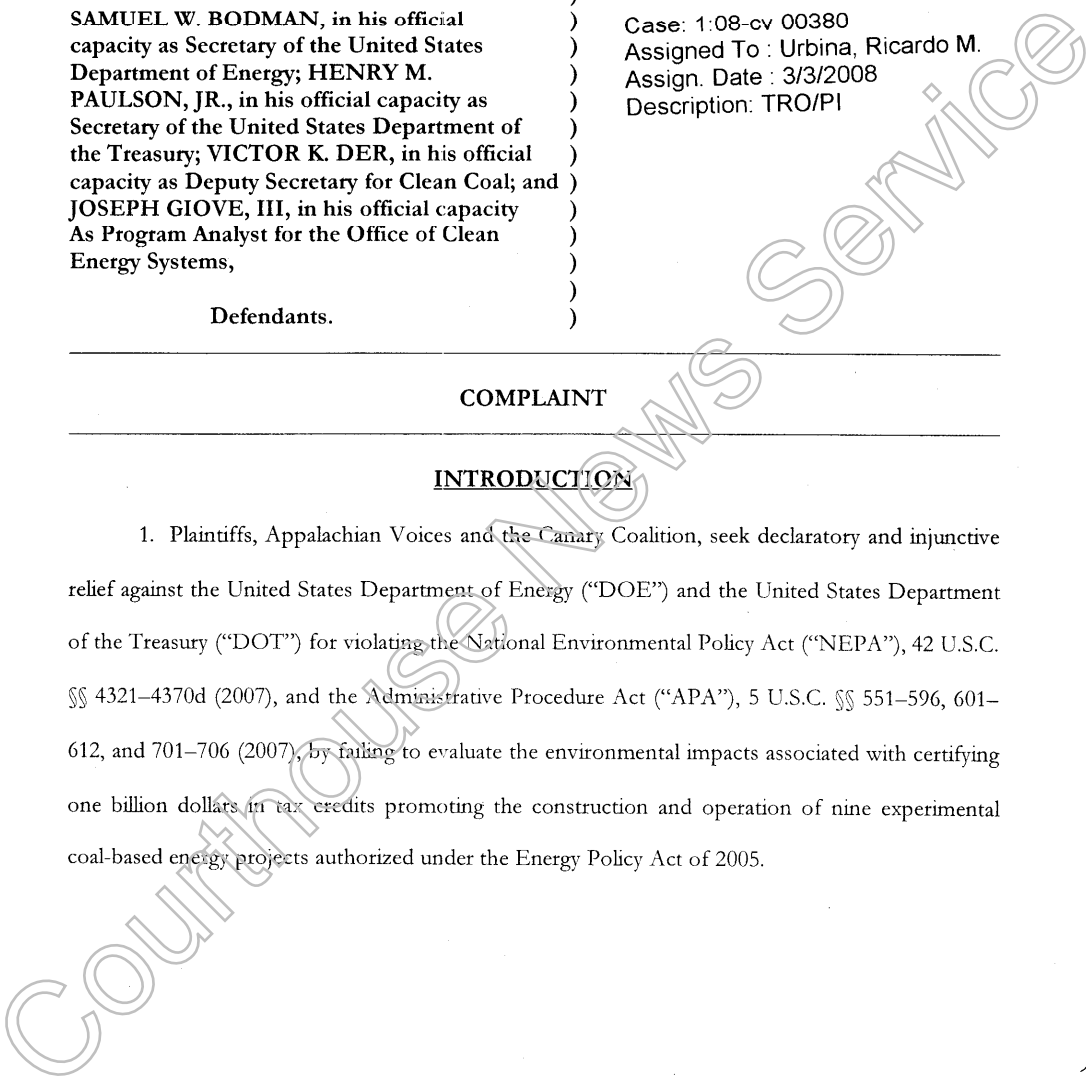 SAMUEL W. BODMAN, in his official )
capacity as Secretary of the United States )
Department of Energy; HENRY M. )
PAULSON, JR., in his official capacity as )
Secretary of the United States Department of )
the Treasury; VICTOR K. DER, in his official )
capacity as Deputy Secretary for Clean Coal; and )
JOSEPH GIOVE, III, in his official capacity )
As Program Analyst for the Office of Clean )
Energy Systems, )
)
Defendants. )
Case: 1:08-cv 00380
Assigned To : Urbina, Ricardo M.
Assign. Date : 3/3/2008
Description: TRO/PI
COMPLAINT
INTRODUCTION
1. Plaintiffs, Appalachian Voices and the Canary Coalition, seek declaratory and injunctive
relief against the United States Department of Energy (“DOE”) and the United States Department
of the Treasury (“DOT”) for violating the National Environmental Policy Act (“NEPA”), 42 U.S.C.
§§ 4321–4370d (2007), and the Administrative Procedure Act (“APA”), 5 U.S.C. §§ 551–596, 601–
612, and 701–706 (2007), by failing to evaluate the environmental impacts associated with certifying
one billion dollars in tax credits promoting the construction and operation of nine experimental
coal-based energy projects authorized under the Energy Policy Act of 2005.
Courthouse News Service